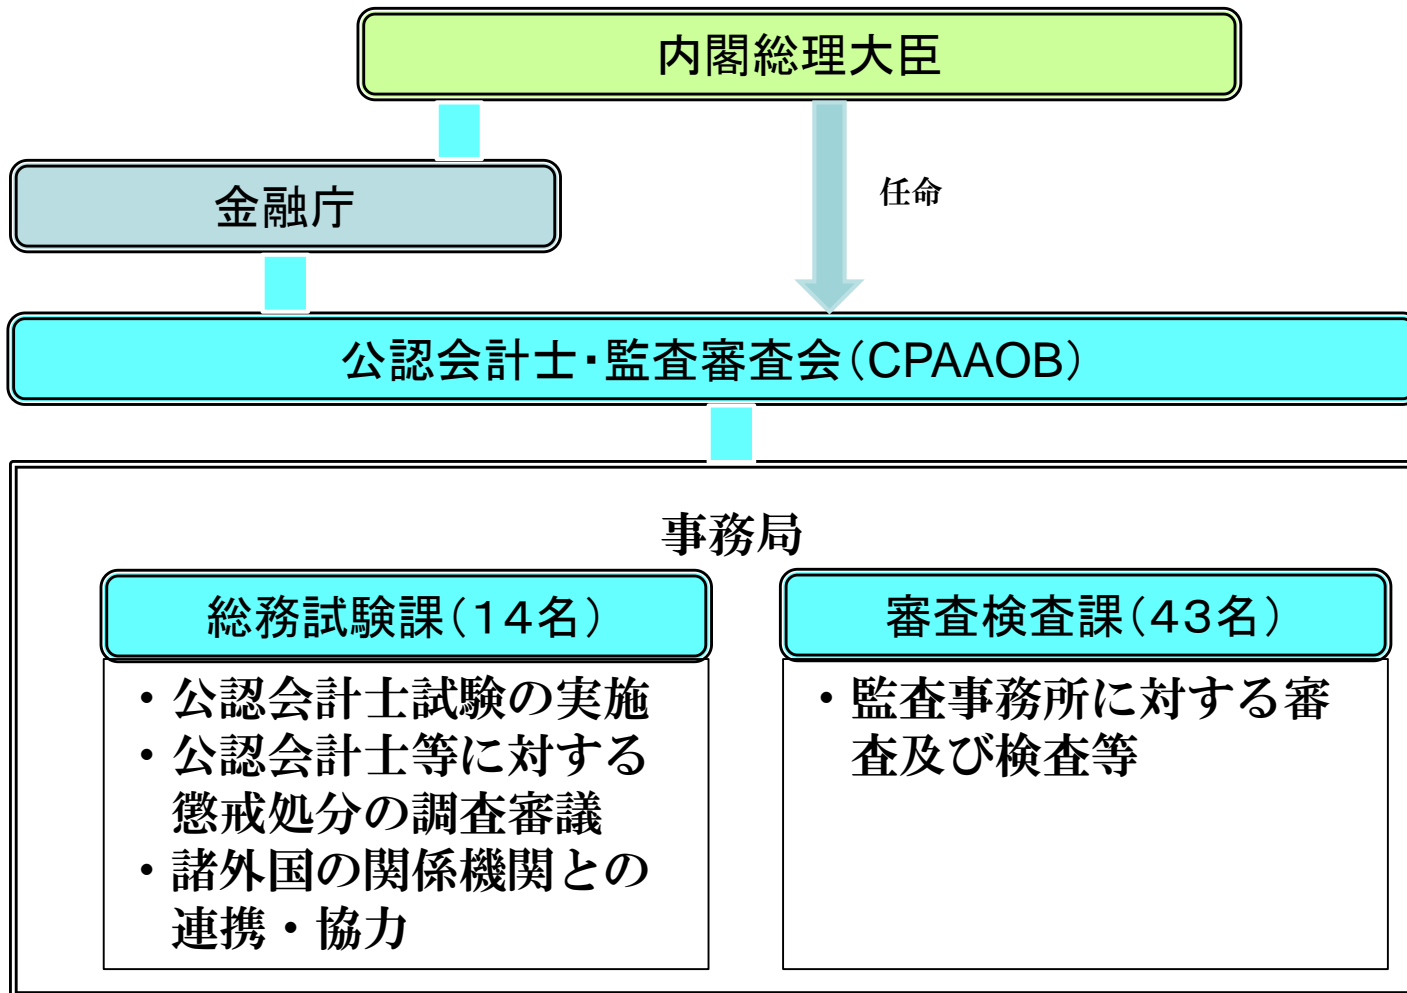 内閣総理大臣
任命
金融庁
公認会計士・監査審査会（CPAAOB）
事務局
総務試験課（１４名）
・公認会計士試験の実施
・公認会計士等に対する
懲戒処分の調査審議
・諸外国の関係機関との
連携・協力
審査検査課（４３名）
・監査事務所に対する審
査及び検査等